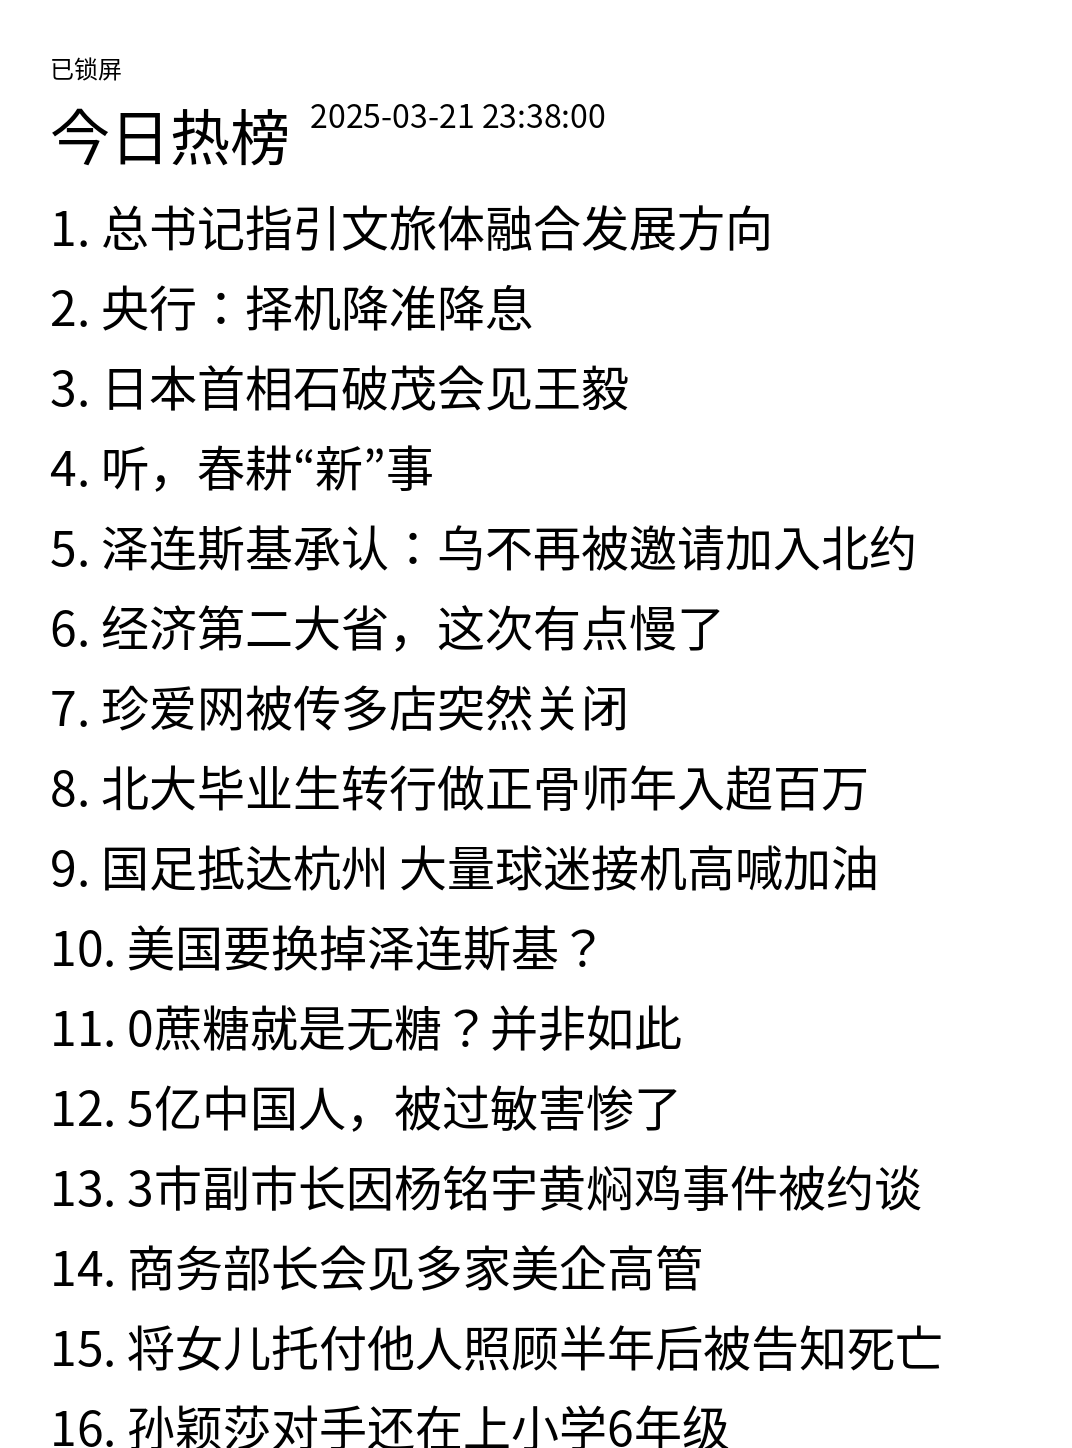 已锁屏
今日热榜 2025-03-21 23:38:00
1. 总书记指引文旅体融合发展方向
2. 央行：择机降准降息
3. 日本首相石破茂会见王毅
4. 听，春耕“新”事
5. 泽连斯基承认：乌不再被邀请加入北约
6. 经济第二大省，这次有点慢了
7. 珍爱网被传多店突然关闭
8. 北大毕业生转行做正骨师年入超百万
9. 国足抵达杭州 大量球迷接机高喊加油
10. 美国要换掉泽连斯基？
11. 0蔗糖就是无糖？并非如此
12. 5亿中国人，被过敏害惨了
13. 3市副市长因杨铭宇黄焖鸡事件被约谈
14. 商务部长会见多家美企高管
15. 将女儿托付他人照顾半年后被告知死亡
16. 孙颖莎对手还在上小学6年级